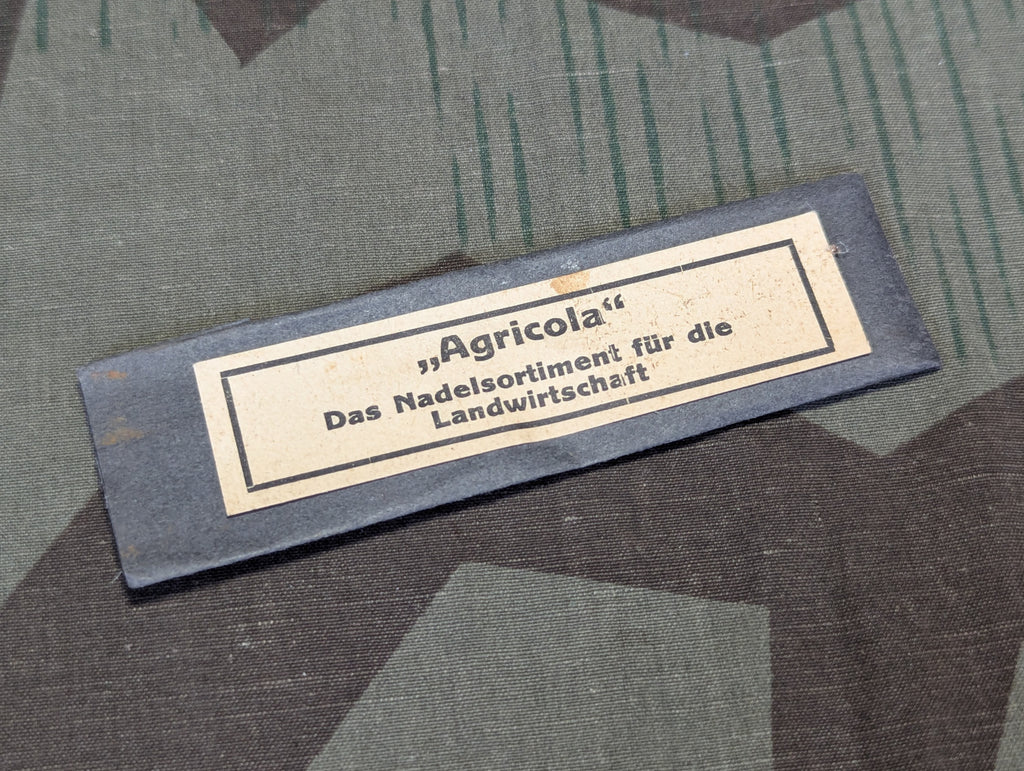 „Agricola“
Das Nadelsortiment für die
Landwirtschaft